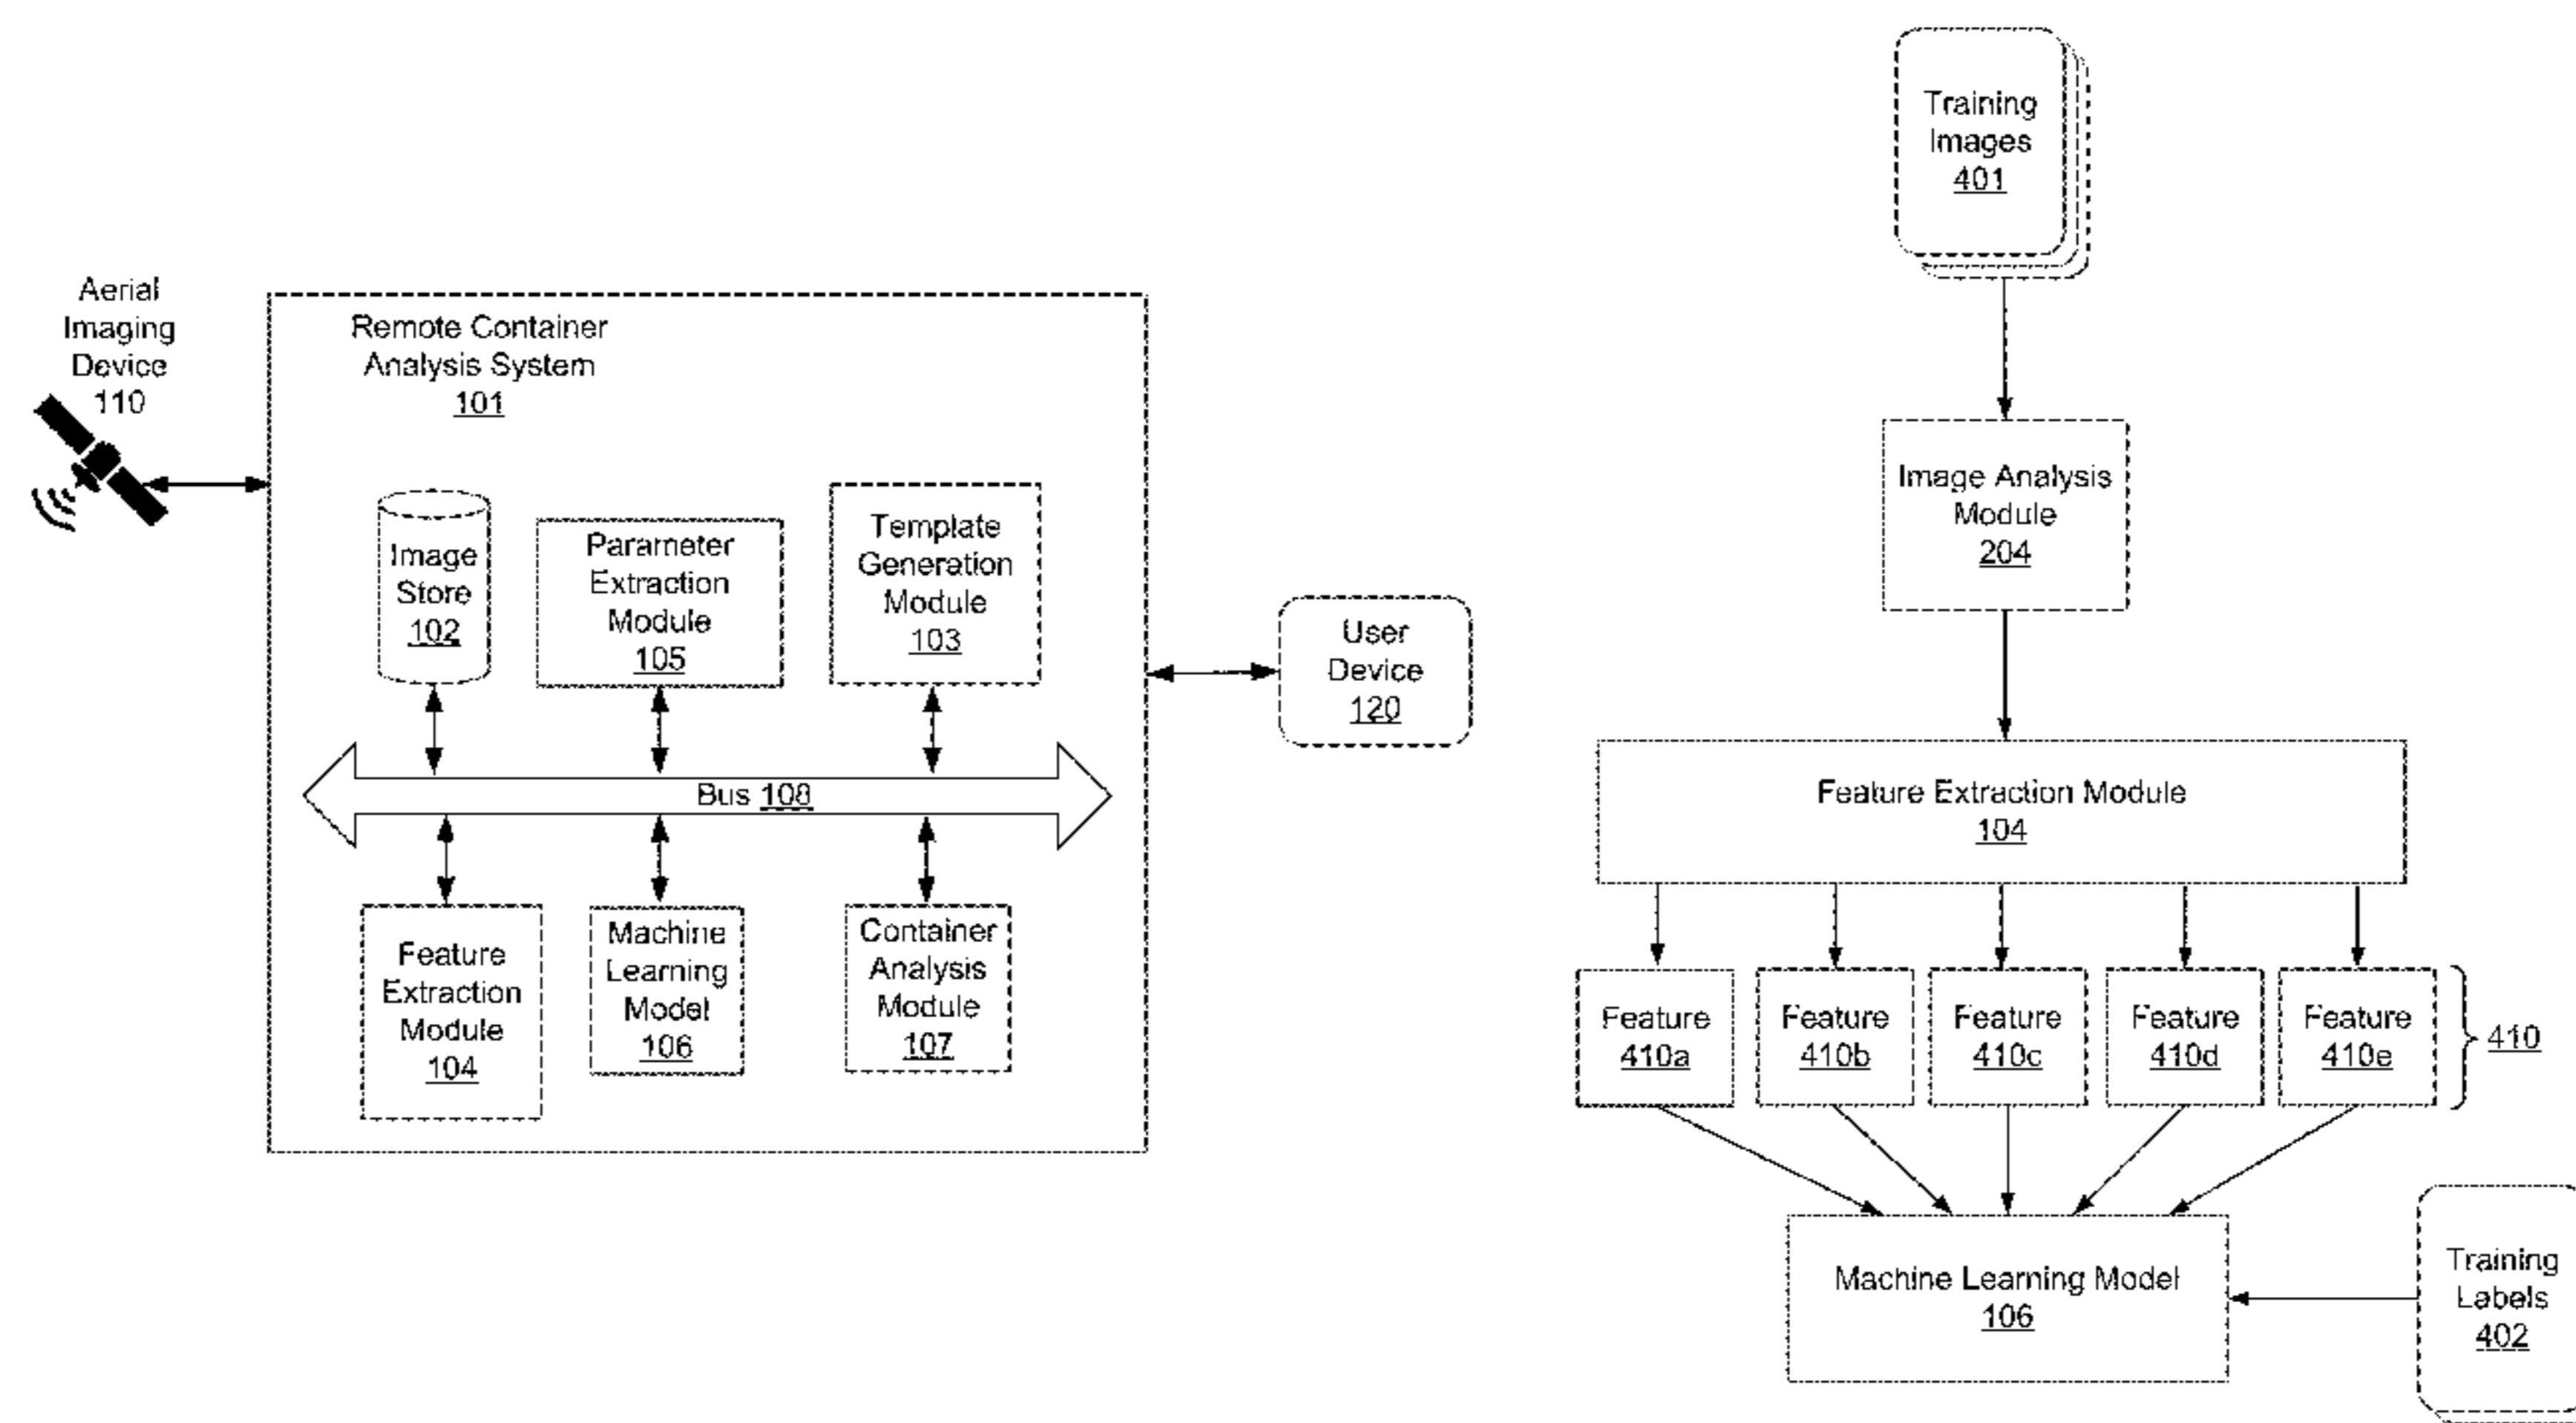 Aerial
Imaging
Device
110
Remote Container
Analysis System
101
Image
Store
102
Parameter
Extraction
Module
105
Template
Generation
Module
103
User
Device
120
Bus 108
Feature
Extraction
Module
104
Machine
Learning
Model
106
Container
Analysis
Module
107
Training
Images
401
Image Analysis
Module
204
Feature Extraction Module
104
Feature
410a
Feature
410b
Feature
410c
Feature
410d
Feature
410e
410
Machine Learning Model
106
Training
Labels
402